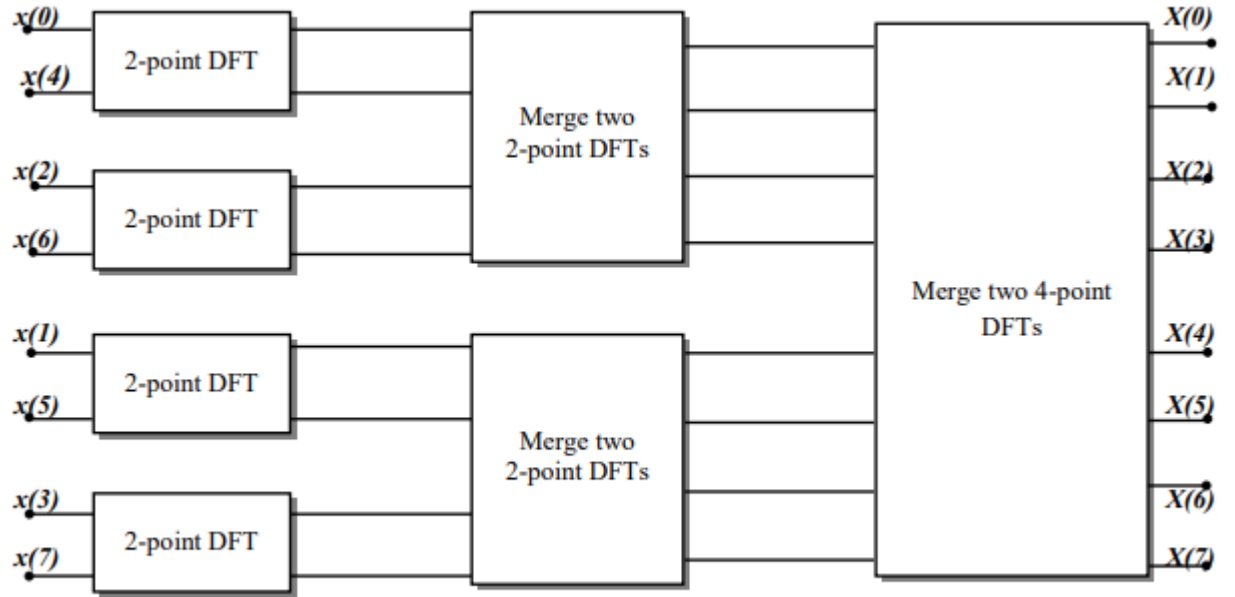 x(0)
x(4)
x(2)
x(6)
x(1)
x(5)
x(3)
x(7)
2-point DFT
2-point DFT
2-point DFT
2-point DFT
Merge two
2-point DFTs
Merge two
2-point DFTs
Merge two 4-point
DFTs
X(0)
X(1)
X(2)
X(3)
X(4)
X(5)
X(6)
X(7)